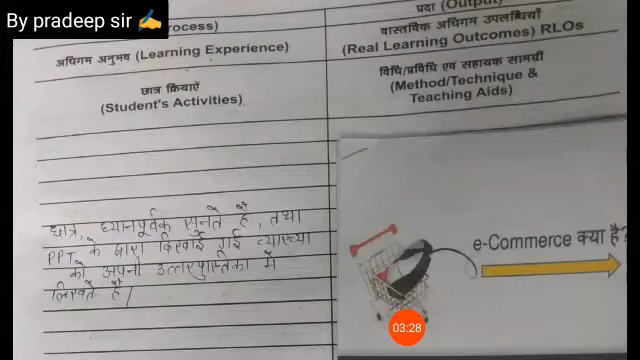 By pradeep sir ✍️
rocess)
प्रदा (Output)
अधिगम अनुभव (Learning Experience)
वास्तविक अधिगम उपलब्धियाँ
(Real Learning Outcomes) RLOs
छात्र क्रियाऐं
(Student's Activities)
विधि/प्रविधि एवं सहायक सामग्री
(Method/Technique &
Teaching Aids)
छात्र, ध्यानपूर्वक सुनते है, तथा
PPT के द्वारा दिखाई गई व्याख्या
को अपनी उत्तरपुस्तिका में
लिखते है।
e-Commerce क्या है?
03:28